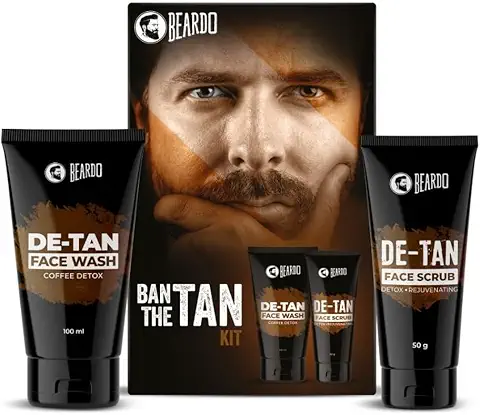 BEARDO
BEARDO
DE-TAN
FACE WASH
COFFEE DETOX
100 ml
BAN
THE TAN
KIT
BEARDO
DE-TAN
FACE WASH
COFFEE DETOX
BEARDO
DE-TAN
FACE SCRUB
BEARDO
DE-TAN
FACE SCRUB
DETOX • REJUVENATING
50 g